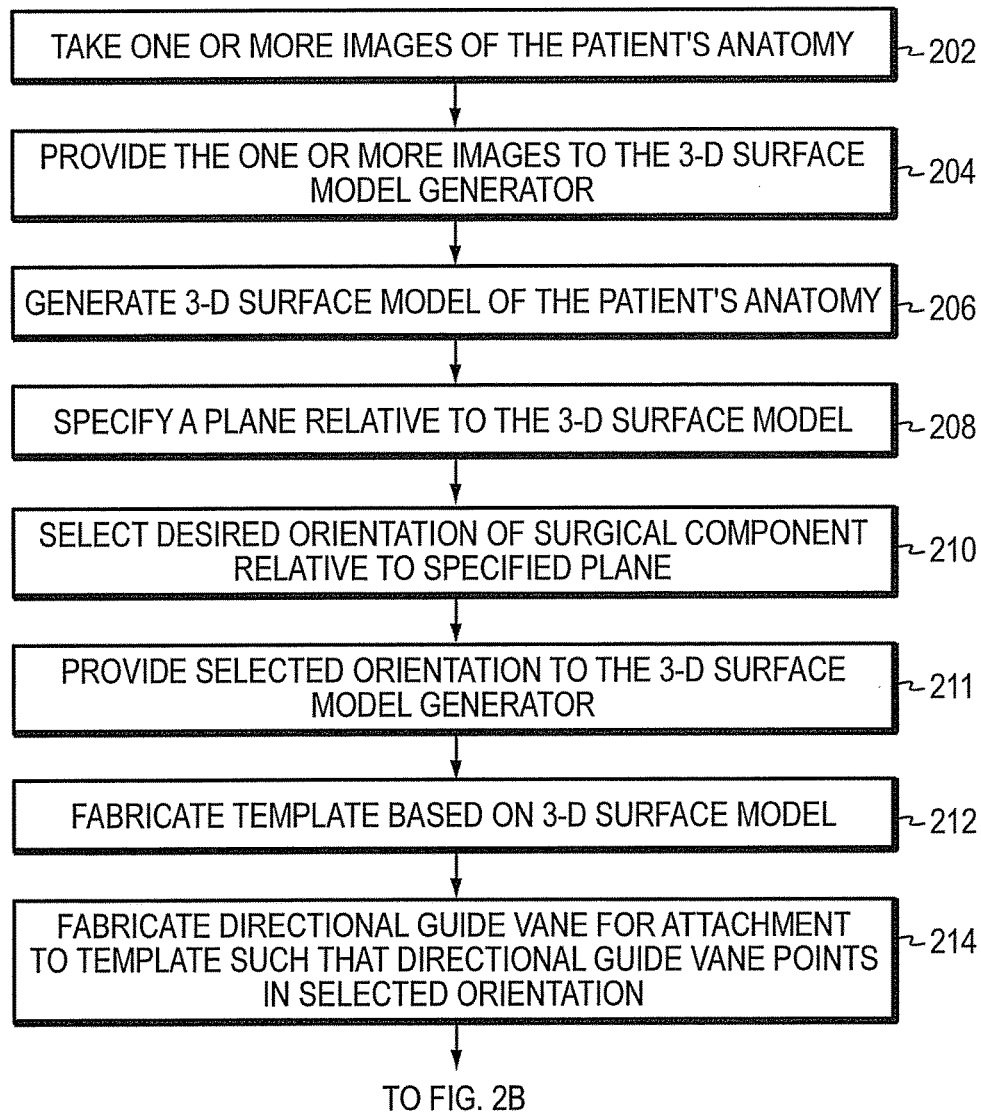 TAKE ONE OR MORE IMAGES OF THE PATIENT'S ANATOMY
202
PROVIDE THE ONE OR MORE IMAGES TO THE 3-D SURFACE
MODEL GENERATOR
204
GENERATE 3-D SURFACE MODEL OF THE PATIENT'S ANATOMY
206
SPECIFY A PLANE RELATIVE TO THE 3-D SURFACE MODEL
208
SELECT DESIRED ORIENTATION OF SURGICAL COMPONENT
RELATIVE TO SPECIFIED PLANE
210
PROVIDE SELECTED ORIENTATION TO THE 3-D SURFACE
MODEL GENERATOR
211
FABRICATE TEMPLATE BASED ON 3-D SURFACE MODEL
212
FABRICATE DIRECTIONAL GUIDE VANE FOR ATTACHMENT
TO TEMPLATE SUCH THAT DIRECTIONAL GUIDE VANE POINTS
IN SELECTED ORIENTATION
214
TO FIG. 2B